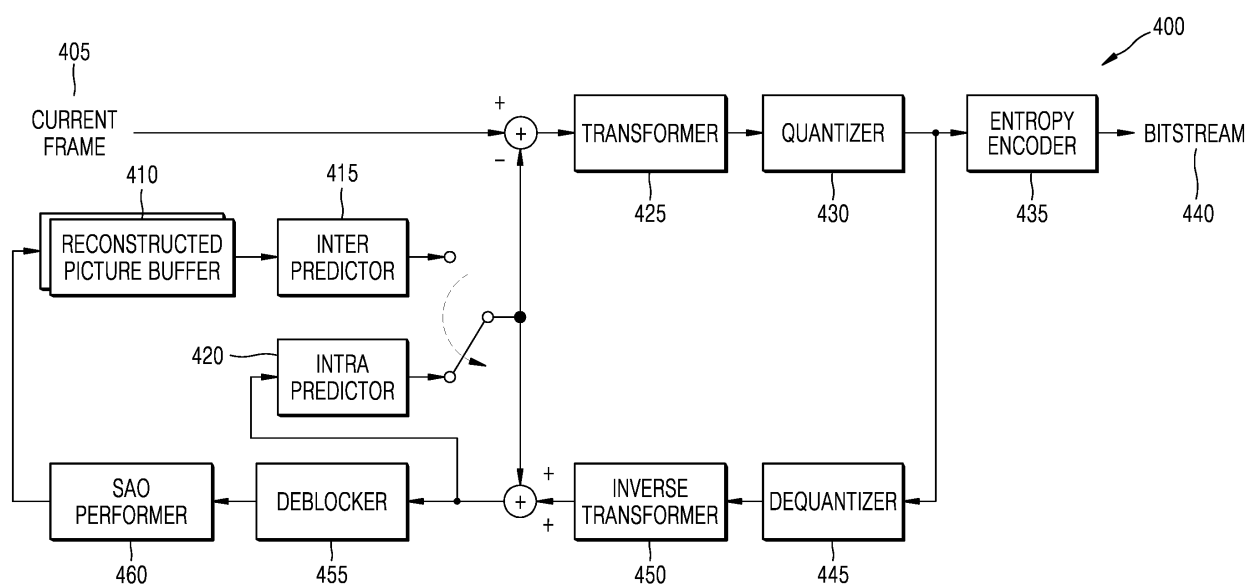 400
405
CURRENT
FRAME
+
+
−
TRANSFORMER
425
QUANTIZER
430
ENTROPY
ENCODER
435
BITSTREAM
440
410
RECONSTRUCTED
PICTURE BUFFER
415
INTER
PREDICTOR
420
INTRA
PREDICTOR
SAO
PERFORMER
460
DEBLOCKER
455
+
+
+
INVERSE
TRANSFORMER
450
DEQUANTIZER
445